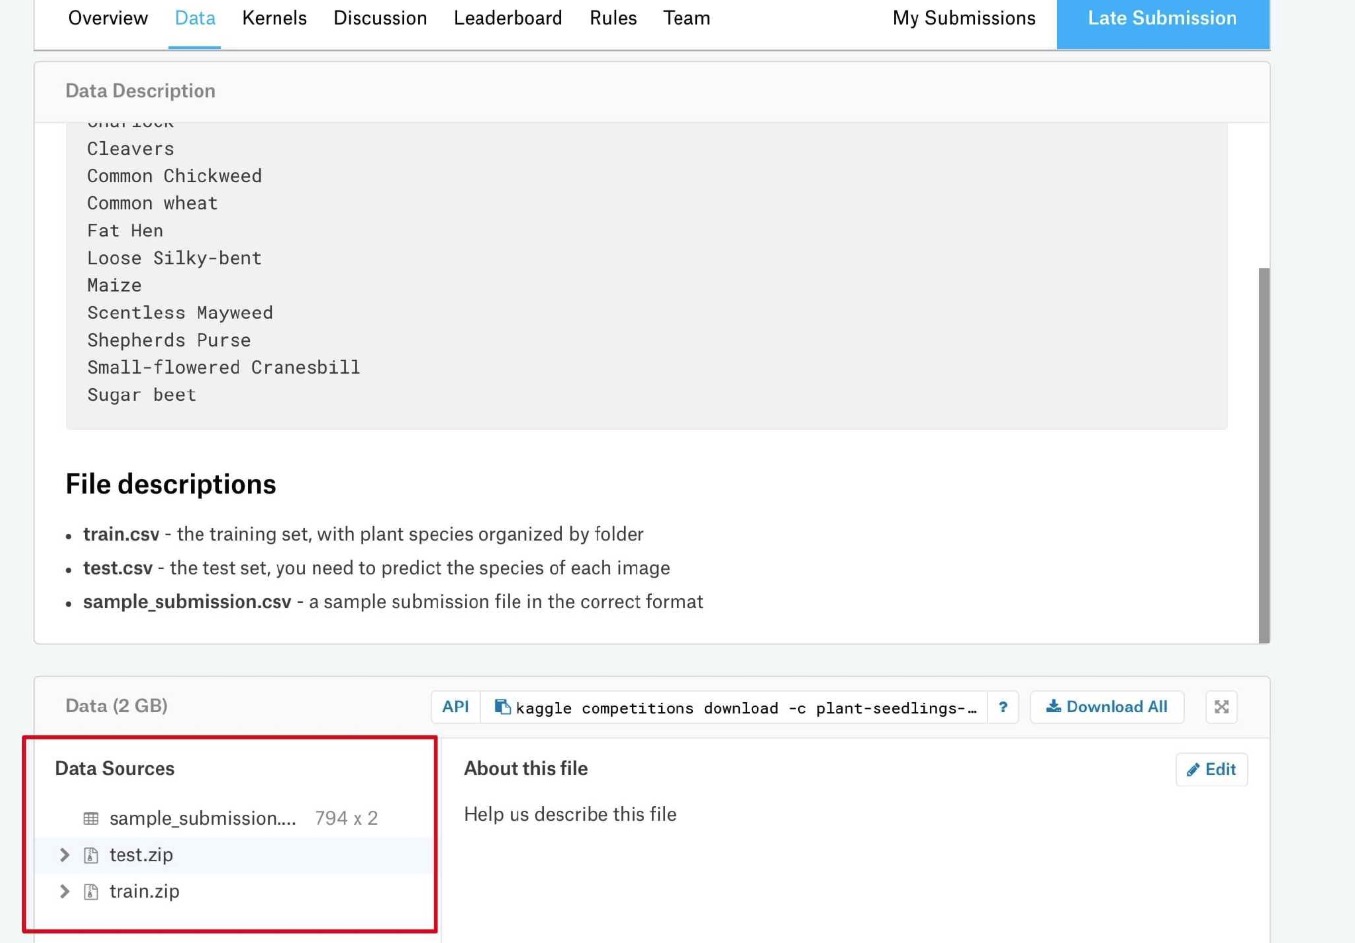 Overview Data Kernels Discussion Leaderboard Rules Team My Submissions Late Submission
Data Description
Cleavers
Common Chickweed
Common wheat
Fat Hen
Loose Silky-bent
Maize
Scentless Mayweed
Shepherds Purse
Small-flowered Cranesbill
Sugar beet
File descriptions
• train.csv - the training set, with plant species organized by folder
• test.csv - the test set, you need to predict the species of each image
• sample_submission.csv - a sample submission file in the correct format
Data (2 GB) API kaggle competitions download -c plant-seedlings-… ? Download All
Data Sources
sample_submission.... 794 x 2
test.zip
train.zip
About this file Edit
Help us describe this file